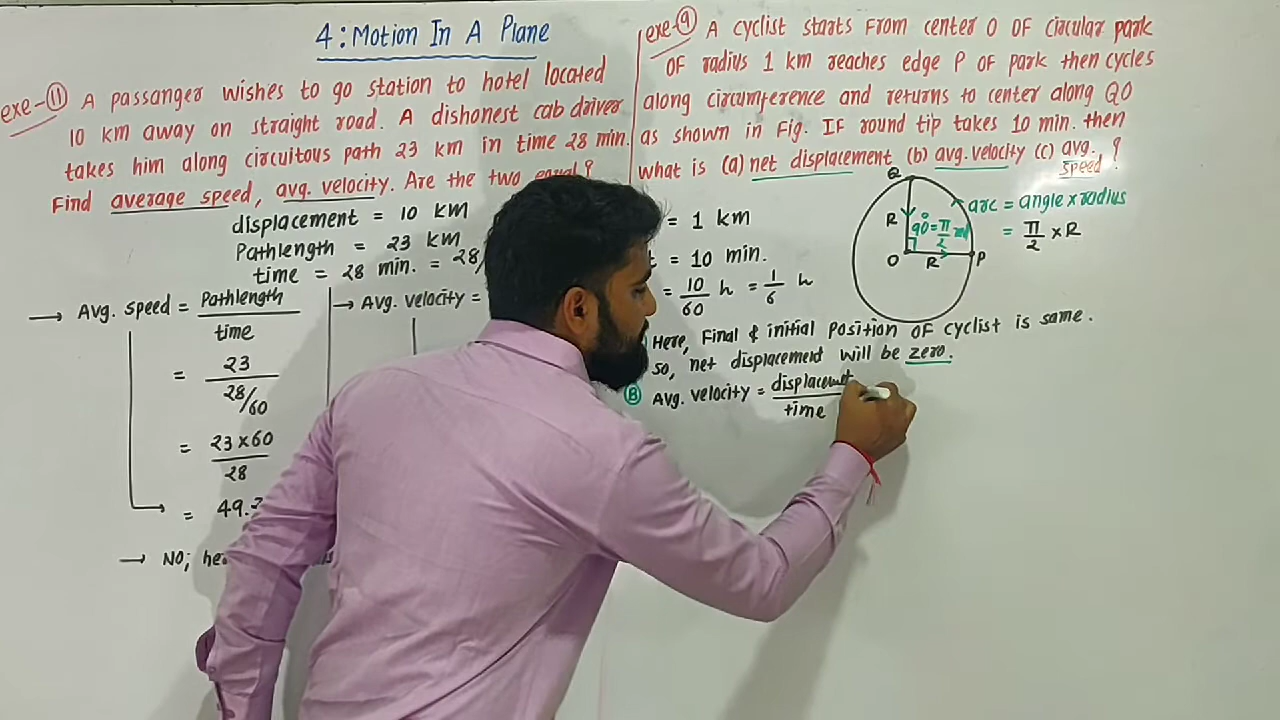 4: Motion In A Plane
exe-11 A passanger wishes to go station to hotel located
10 km away on straight road. A dishonest cab driver
takes him along circuitous path 23 km in time 28 min.
Find average speed, avg. velocity. Are the two equal?
displacement = 10 km
Pathlength = 23 km
time = 28 min. = 28/
→ Avg. speed = Pathlength
time
= 23
28/60
= 23×60
28
= 49.
→ NO;
→ Avg. velocity =
exe-9 A cyclist starts from center O OF circular park
OF radius 1 km reaches edge P OF park then cycles
along circumference and returns to center along QO
as shown in Fig. IF round tip takes 10 min. then
what is (a) net displacement (b) avg. velocity (c) avg. speed ?
= 1 km
t = 10 min.
= 10/60 h = 1/6 h
Q
R
90° = π/2 rad
O R P
arc = angle × radius
= π/2 × R
Here, Final & initial Position OF cyclist is same.
so, net displacement will be zero.
B Avg. velocity = displacement
time